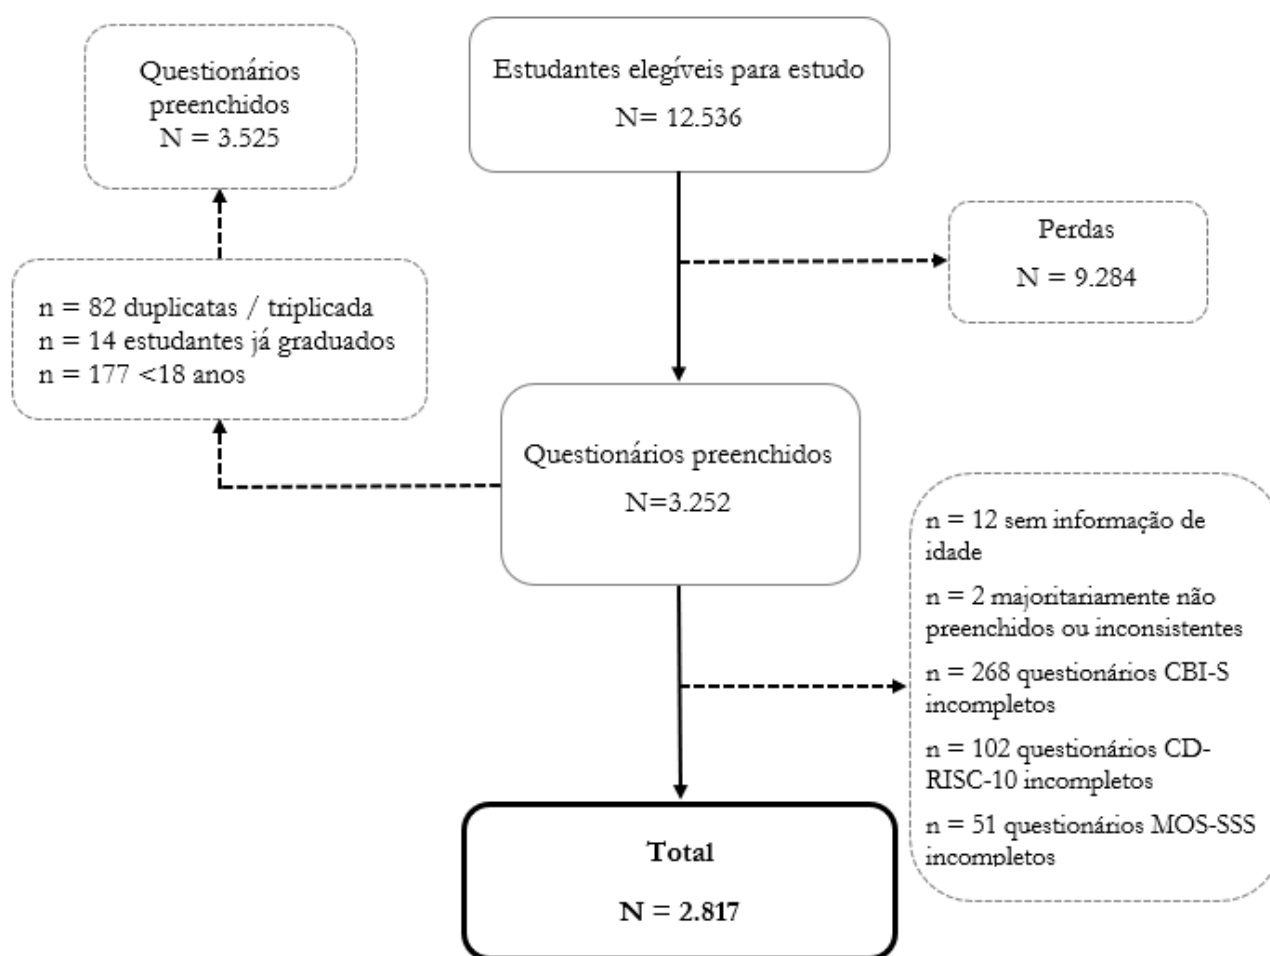 Questionários
preenchidos
N = 3.525
Estudantes elegíveis para estudo
N= 12.536
Perdas
N = 9.284
n = 82 duplicatas / triplicada
n = 14 estudantes já graduados
n = 177 <18 anos
Questionários preenchidos
N=3.252
n = 12 sem informação de
idade
n = 2 majoritariamente não
preenchidos ou inconsistentes
n = 268 questionários CBI-S
incompletos
n = 102 questionários CD-
RISC-10 incompletos
n = 51 questionários MOS-SSS
incompletos
Total
N = 2.817